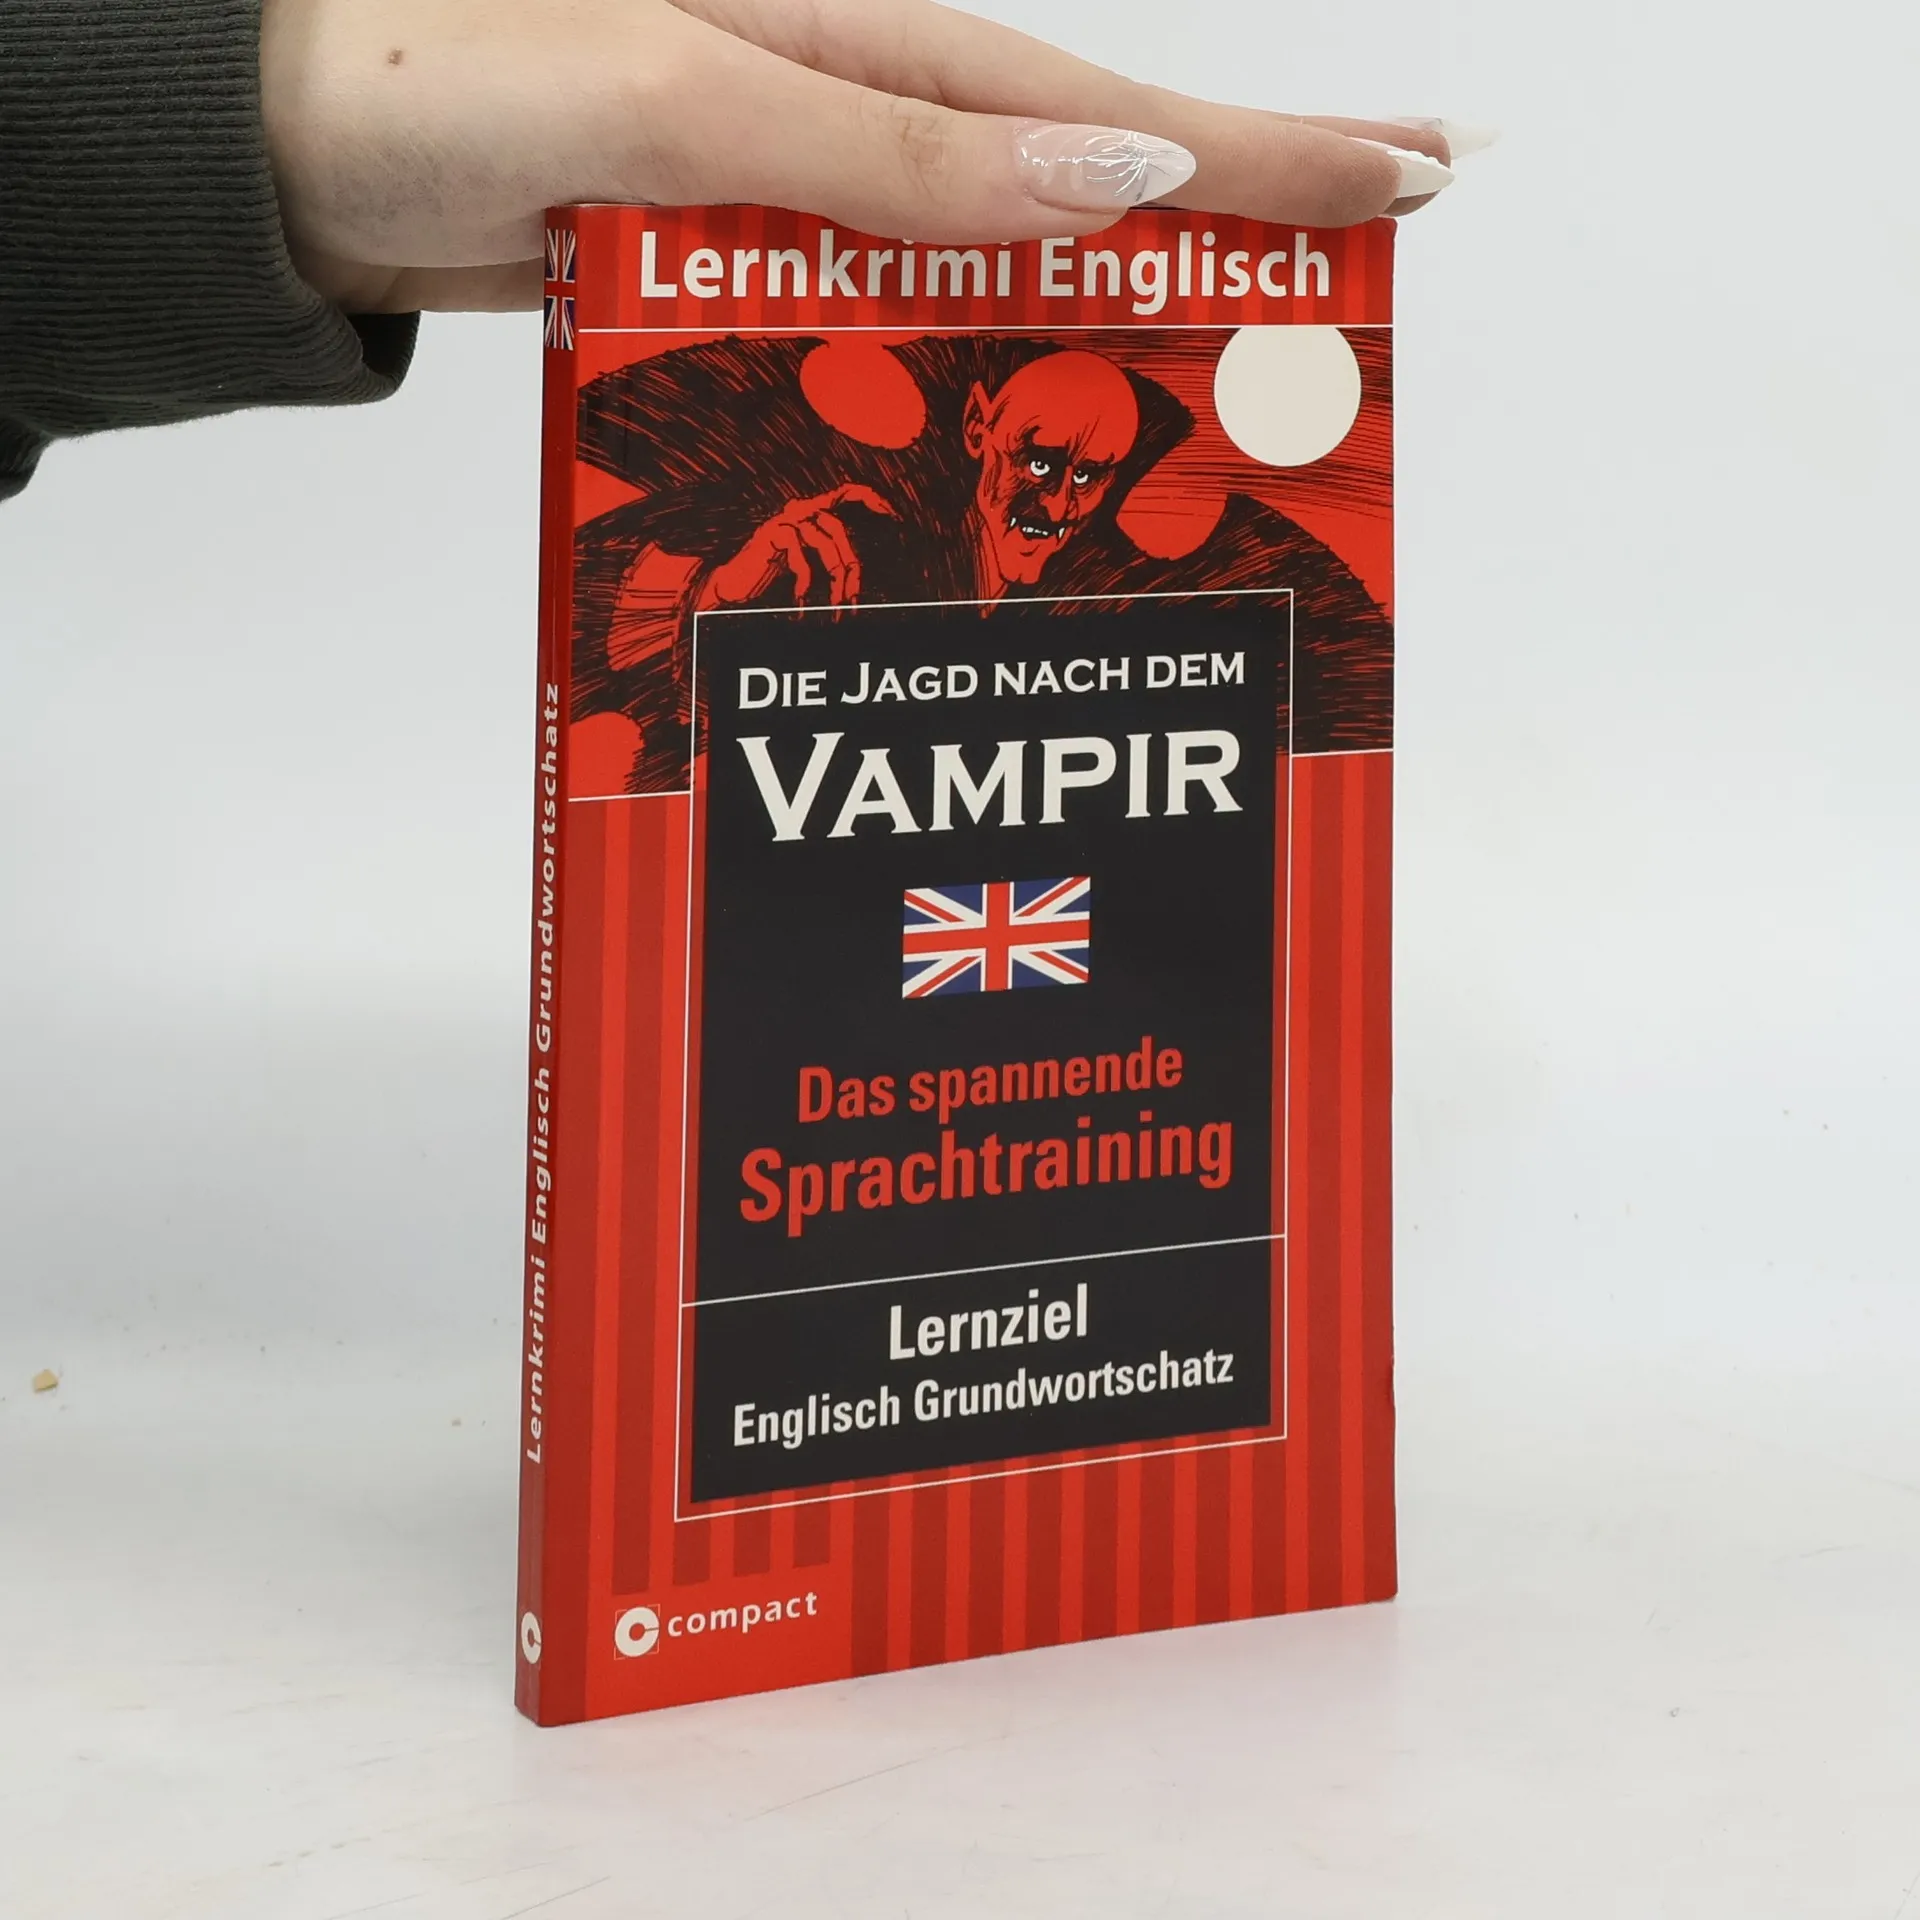 Lernkrimi Englisch
DIE JAGD NACH DEM
VAMPIR
Das spannende
Sprachtraining
Lernziel
Englisch Grundwortschatz
compact
Lernkrimi Englisch Grundwortschatz